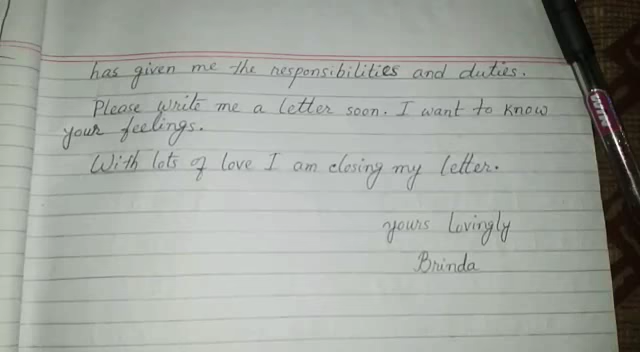 has given me the responsibilities and duties.
Please write me a letter soon. I want to know
your feelings.
With lots of love I am closing my letter.
yours lovingly
Brinda
WIN